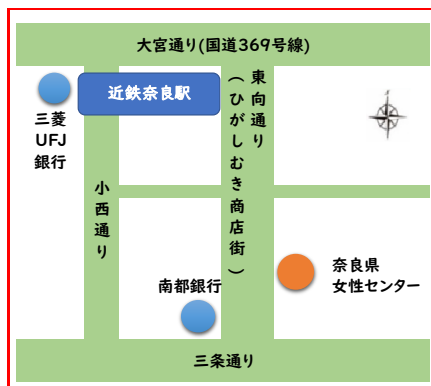 大宮通り(国道369号線)
近鉄奈良駅
三菱
UFJ
銀行
小西通り
東向通り
(ひがしむき商店街)
南都銀行
奈良県
女性センター
三条通り